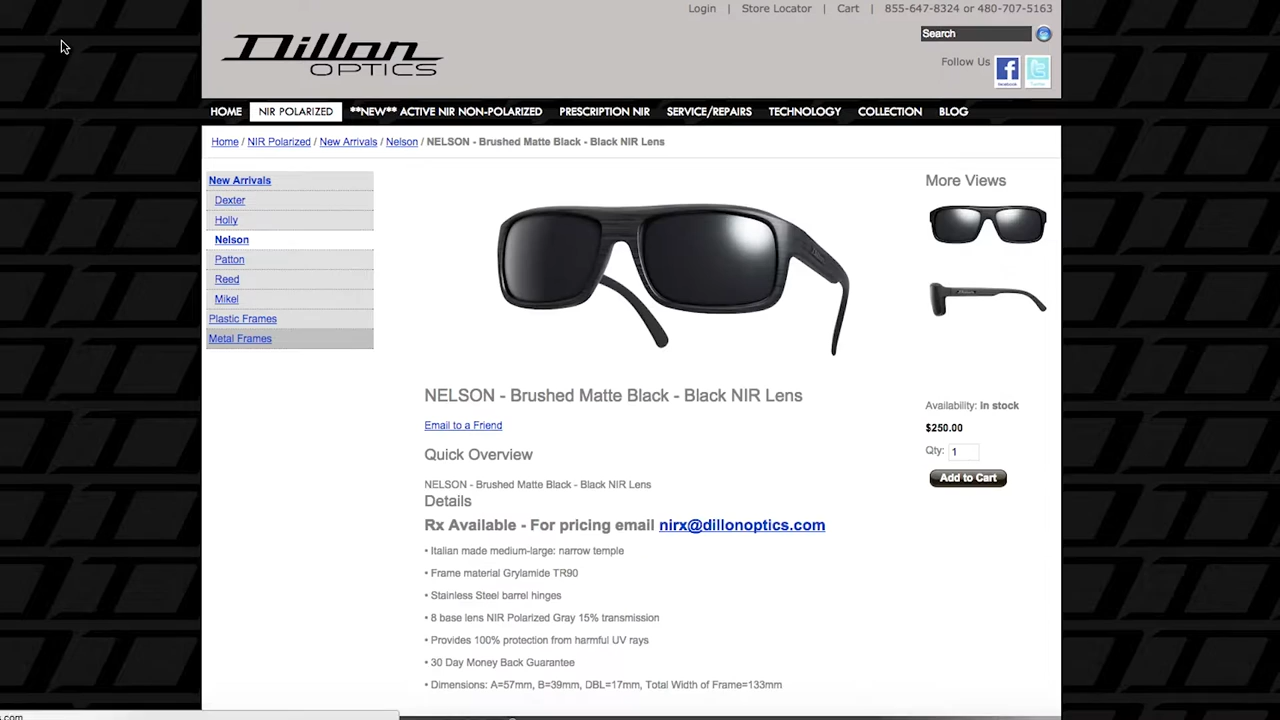 Login | Store Locator | Cart | 855-647-8324 or 480-707-5163
Dillon
OPTICS
Search
Follow Us
HOME NIR POLARIZED **NEW** ACTIVE NIR NON-POLARIZED PRESCRIPTION NIR SERVICE/REPAIRS TECHNOLOGY COLLECTION BLOG
Home / NIR Polarized / New Arrivals / Nelson / NELSON - Brushed Matte Black - Black NIR Lens
New Arrivals
Dexter
Holly
Nelson
Patton
Reed
Mikel
Plastic Frames
Metal Frames
More Views
NELSON - Brushed Matte Black - Black NIR Lens
Email to a Friend
Quick Overview
NELSON - Brushed Matte Black - Black NIR Lens
Details
Rx Available - For pricing email nirx@dillonoptics.com
• Italian made medium-large: narrow temple
• Frame material Grylamide TR90
• Stainless Steel barrel hinges
• 8 base lens NIR Polarized Gray 15% transmission
• Provides 100% protection from harmful UV rays
• 30 Day Money Back Guarantee
• Dimensions: A=57mm, B=39mm, DBL=17mm, Total Width of Frame=133mm
Availability: In stock
$250.00
Qty: 1
Add to Cart